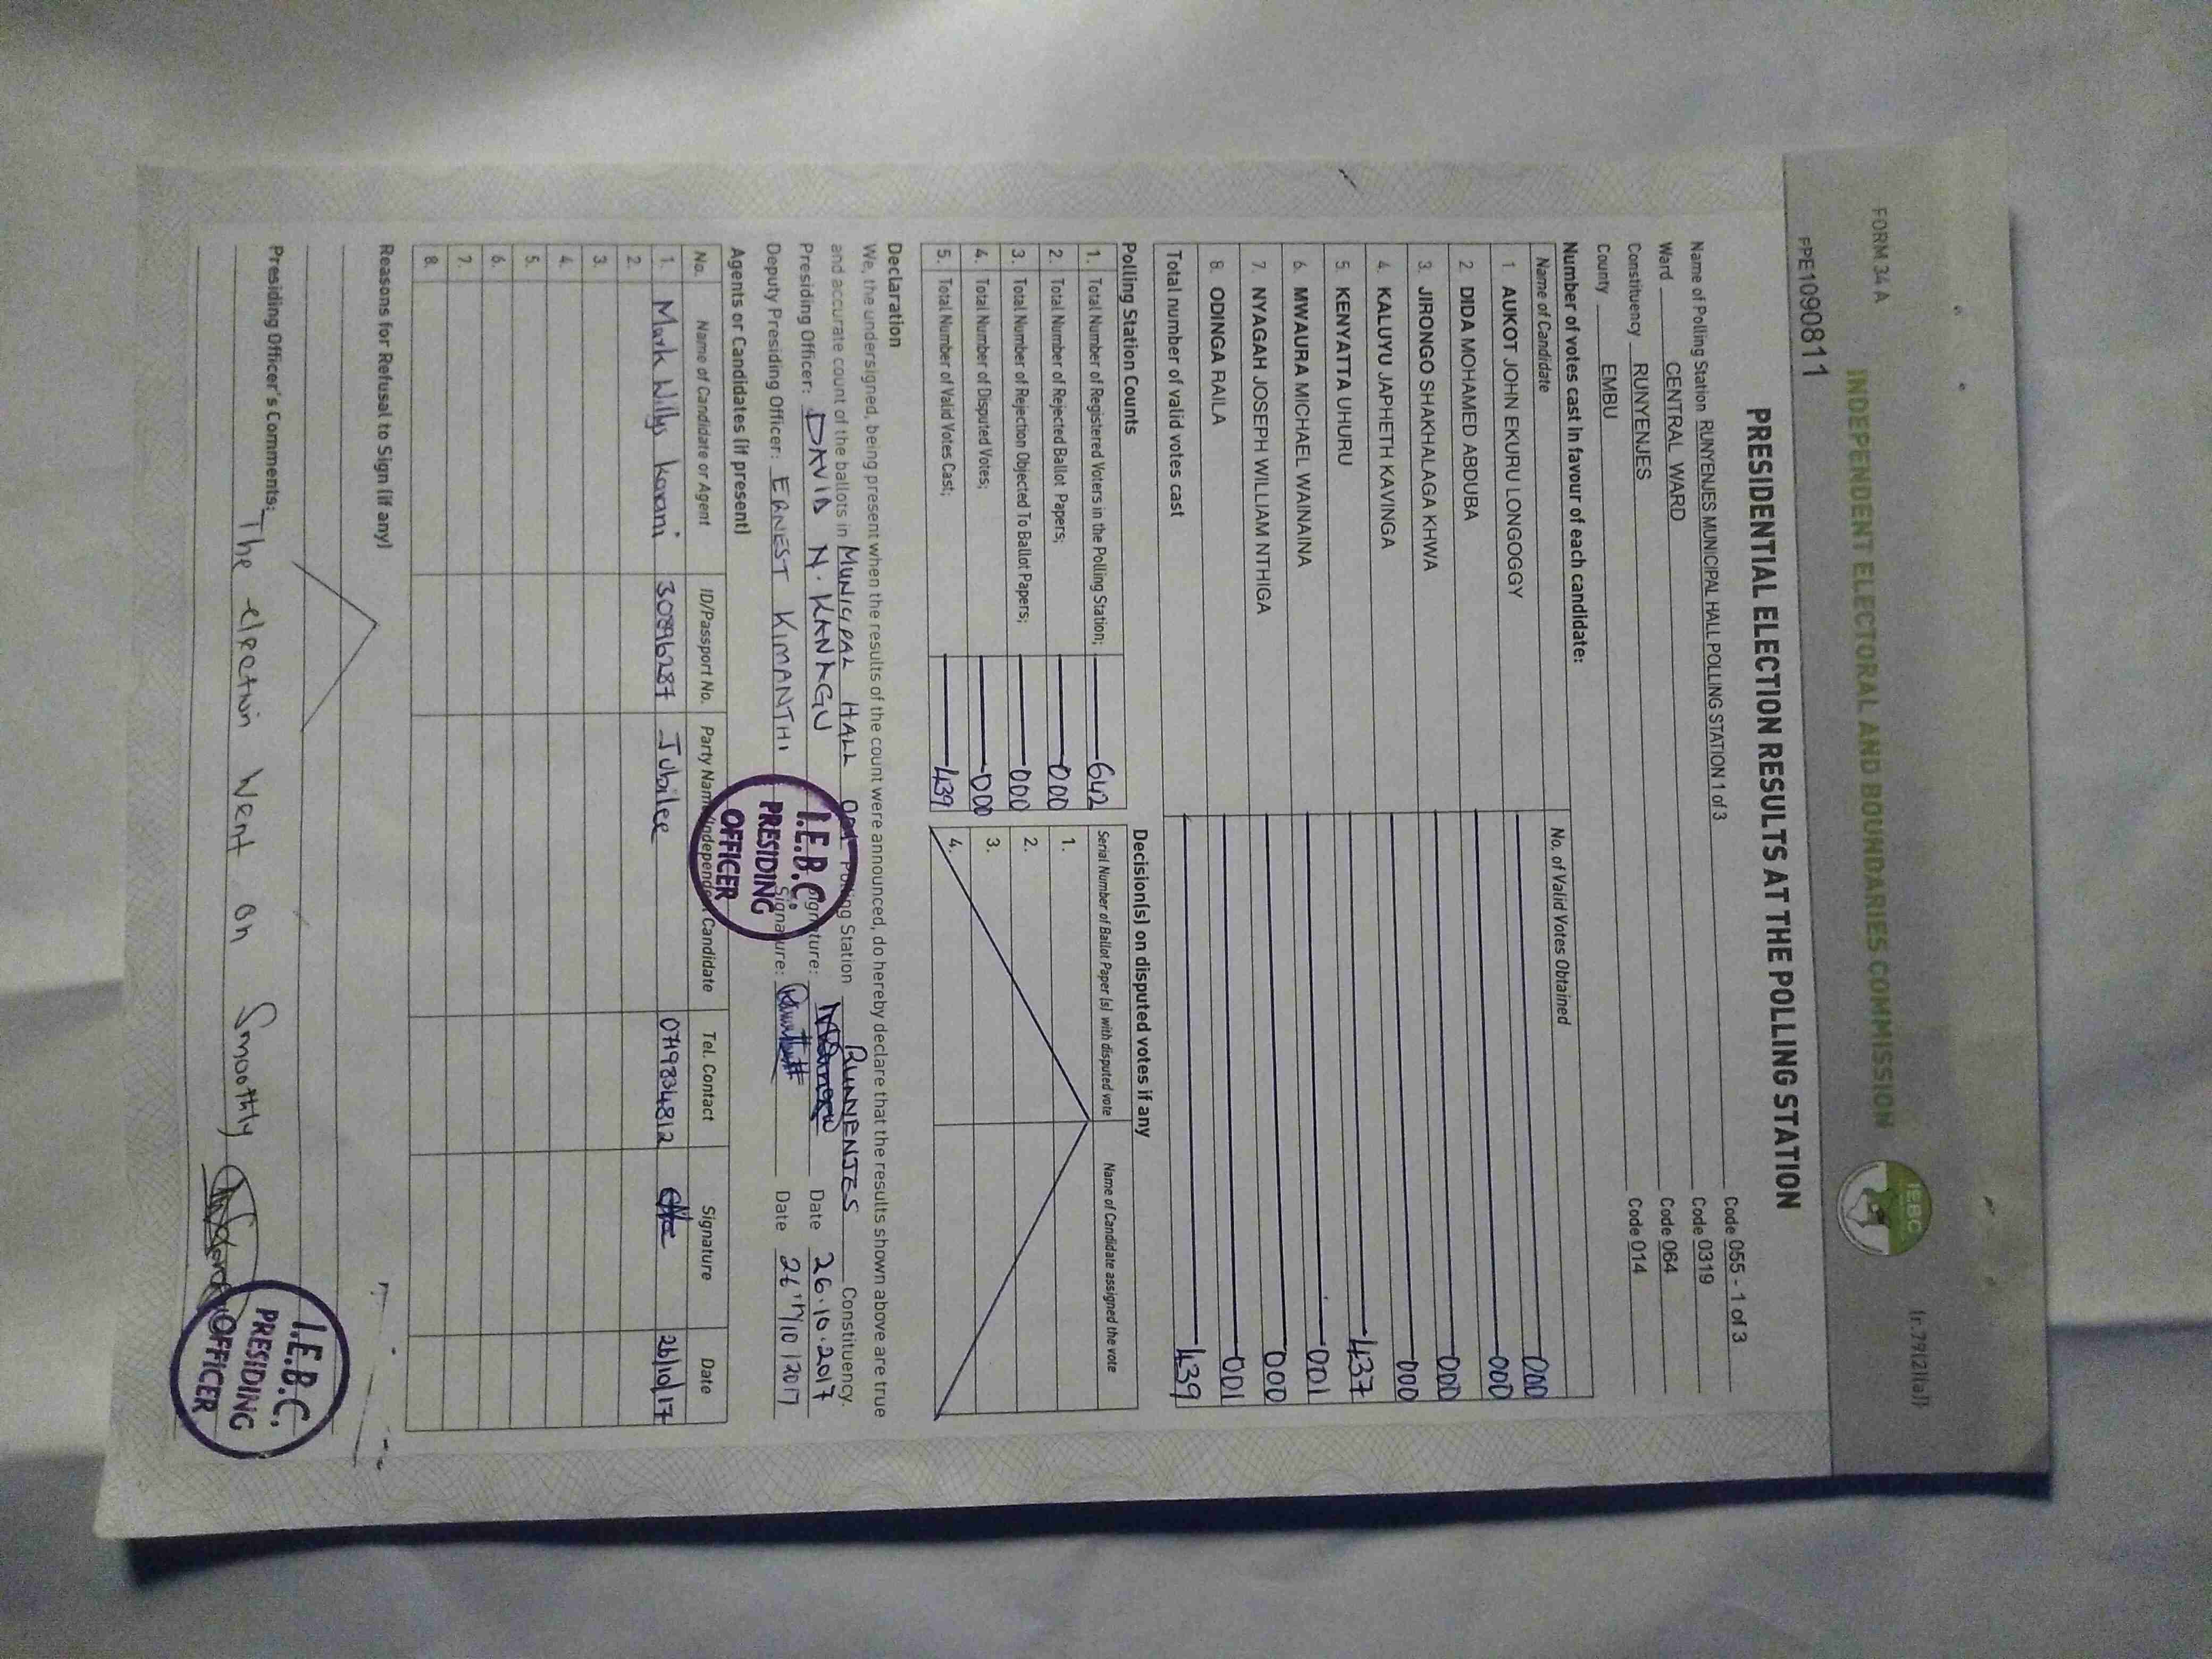 FORM 34 A
(r.79(2)(a))
INDEPENDENT ELECTORAL AND BOUNDARIES COMMISSION
IEBC
PPE1090811
PRESIDENTIAL ELECTION RESULTS AT THE POLLING STATION
Name of Polling Station RUNYENJES MUNICIPAL HALL POLLING STATION 1 of 3 Code 055 - 1 of 3
Code 0319
Ward CENTRAL WARD Code 064
Constituency RUNYENJES Code 014
County EMBU
Number of votes cast in favour of each candidate:
Name of Candidate No. of Valid Votes Obtained
1. AUKOT JOHN EKURU LONGOGGY 000
2. DIDA MOHAMED ABDUBA 000
3. JIRONGO SHAKHALAGA KHWA 000
4. KALUYU JAPHETH KAVINGA 000
5. KENYATTA UHURU 437
6. MWAURA MICHAEL WAINAINA 001
7. NYAGAH JOSEPH WILLIAM NTHIGA 000
8. ODINGA RAILA 001
Total number of valid votes cast 439
Polling Station Counts
1. Total Number of Registered Voters in the Polling Station; 642
2. Total Number of Rejected Ballot Papers; 000
3. Total Number of Rejection Objected To Ballot Papers; 000
4. Total Number of Disputed Votes; 000
5. Total Number of Valid Votes Cast; 439
Decision(s) on disputed votes if any
Serial Number of Ballot Paper (s) with disputed vote Name of Candidate assigned the vote
1.
2.
3.
4.
Declaration
We, the undersigned, being present when the results of the count were announced, do hereby declare that the results shown above are true
and accurate count of the ballots in MUNICIPAL HALL Polling Station RUNYENJES Constituency.
Presiding Officer: DAVID N. KANAGU Signature: Date 26.10.2017
Deputy Presiding Officer: ERNEST KIMANTHI Signature: Date
I.E.B.C.
PRESIDING
OFFICER
Agents or Candidates (if present)
No. Name of Candidate or Agent ID/Passport No. Party Name/Independent Candidate Tel. Contact Signature Date
1. Mark Willys Karani 30896287 Jubilee 0719834812 26/10/17
2.
3.
4.
5.
6.
7.
8.
Reasons for Refusal to Sign (if any)
Presiding Officer's Comments: The election went on smoothly
I.E.B.C.
PRESIDING
OFFICER